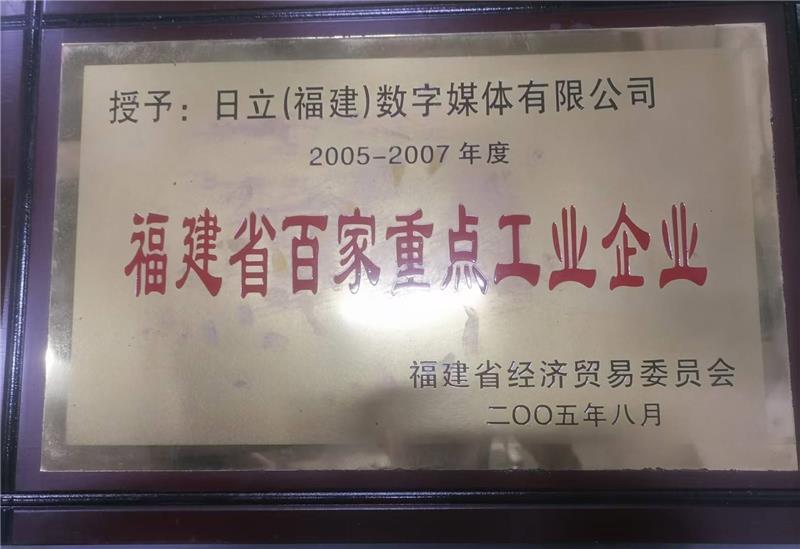 授予：日立(福建)数字媒体有限公司
2005-2007年度
福建省百家重点工业企业
福建省经济贸易委员会
二〇〇五年八月